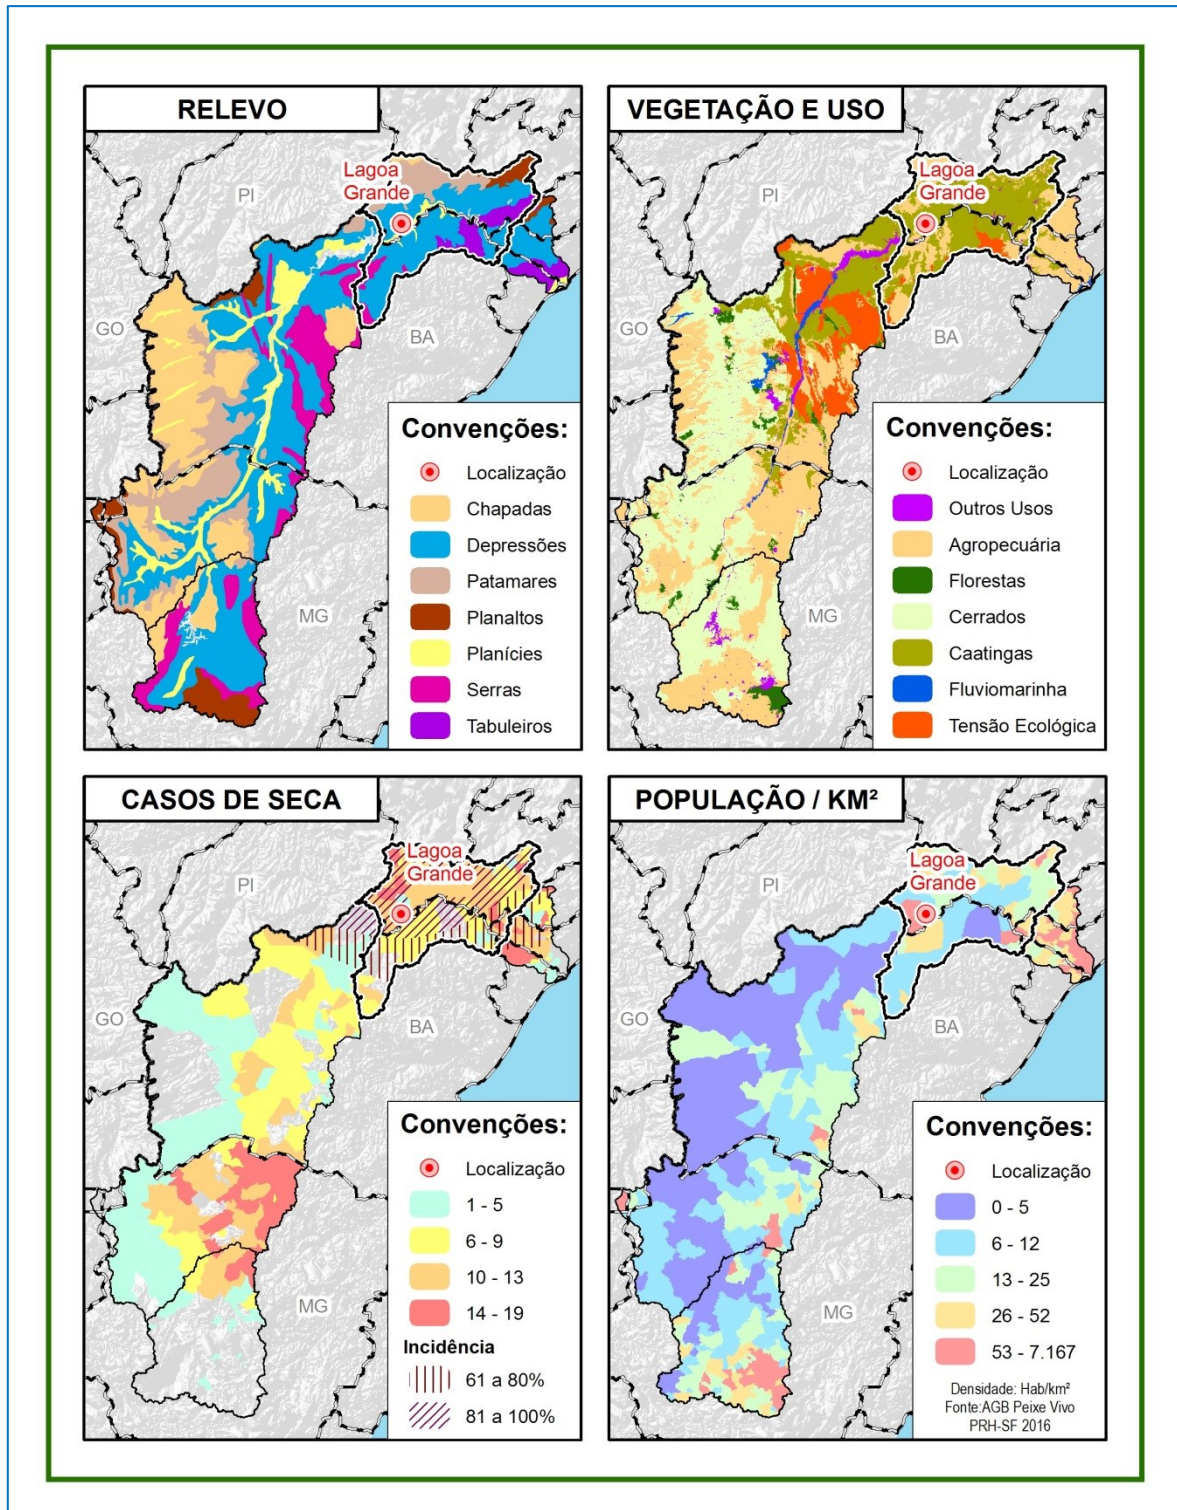 RELEVO
Lagoa
Grande
PI
GO
BA
MG
Convenções:
Localização
Chapadas
Depressões
Patamares
Planaltos
Planícies
Serras
Tabuleiros
VEGETAÇÃO E USO
Lagoa
Grande
PI
GO
BA
MG
Convenções:
Localização
Outros Usos
Agropecuária
Florestas
Cerrados
Caatingas
Fluviomarinha
Tensão Ecológica
CASOS DE SECA
Lagoa
Grande
PI
GO
BA
MG
Convenções:
Localização
1 - 5
6 - 9
10 - 13
14 - 19
Incidência
61 a 80%
81 a 100%
POPULAÇÃO / KM²
Lagoa
Grande
PI
GO
BA
MG
Convenções:
Localização
0 - 5
6 - 12
13 - 25
26 - 52
53 - 7.167
Densidade: Hab/km²
Fonte:AGB Peixe Vivo
PRH-SF 2016